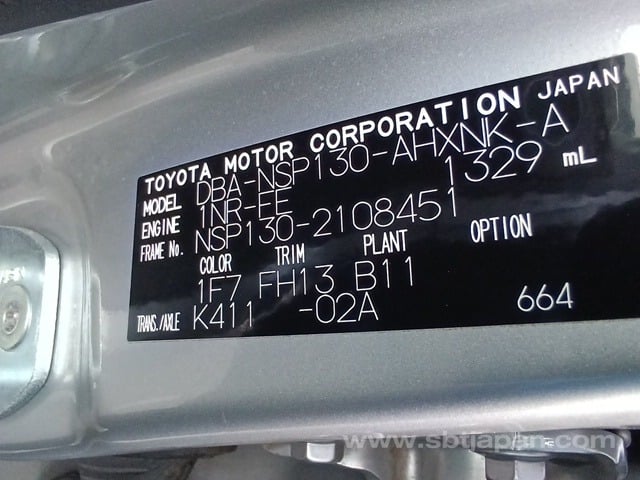 TOYOTA MOTOR CORPORATION JAPAN
MODEL DBA-NSP130-AHXNK-A
ENGINE 1NR-FE 1329 mL
FRAME No. NSP130-2108451
COLOR TRIM PLANT OPTION
1F7 FH13 B11
TRANS./AXLE K411 -02A 664
www.sbtjapan.com